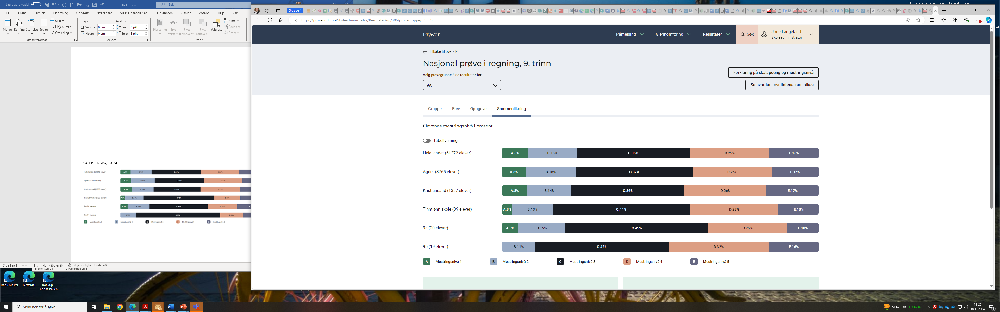 Informasjon fra IT-enheten
Lagre automatisk
Document3 -...
Søk
Fil Hjem Sett inn Utforming Oppsett Referanser Masseutsendelser Se gjennom Visning Zotero Hjelp 360°
Marger Retning Størrelse Spalter
Skift
Linjenumre
Orddeling
Utskriftsformat
Innrykk
Venstre: 0 cm
Høyre: 0 cm
Avstand
Før: 0 pkt.
Etter: 8 pkt.
Avsnitt
Plassering
Bryt tekst
Flytt fremover
Flytt bakover
Valgrute
Juster
Grupper
Roter
Ordne
9A + B – Lesing - 2024
Hele landet (61272 elever) A.7% B.14% C.34% D.26%
Agder (3780 elever) A.7% B.16% C.34% D.27%
Kristiansand (1363 elever) A.8% B.15% C.32% D.27%
Tinntjønn skole (39 elever) A.3% B.13% C.49% D.18%
9a (20 elever) A.5% B.15% C.40% D.20%
9b (19 elever) B.11% C.58% D.16%
A Mestringsnivå 1 B Mestringsnivå 2 C Mestringsnivå 3 D Mestringsnivå 4 E Mestringsnivå 5
Side 1 av 1 6 ord Norsk (bokmål) Tilgjengelighet: Undersøk
Elementer: 24 Påminnelser: 6
Docu Master
Nettsider
Bookup -
booke hallen
Gruppe 1
https://prover.udir.no/Skoleadministrator/Resultater/np/806/provegruppe/323522
Prøver
Påmelding Gjennomføring Resultater Søk
Jarle Langeland
Skoleadministrator
Tilbake til oversikt
Nasjonal prøve i regning, 9. trinn
Velg prøvegruppe å se resultater for
9A
Forklaring på skalapoeng og mestringsnivå
Se hvordan resultatene kan tolkes
Gruppe Elev Oppgave Sammenlikning
Elevenes mestringsnivå i prosent
Tabellvisning
Hele landet (61272 elever) A.8% B.15% C.36% D.25% E.16%
Agder (3765 elever) A.8% B.16% C.37% D.25% E.15%
Kristiansand (1357 elever) A.8% B.14% C.36% D.26% E.17%
Tinntjønn skole (39 elever) A.3% B.13% C.44% D.28% E.13%
9a (20 elever) A.5% B.15% C.45% D.25% E.10%
9b (19 elever) B.11% C.42% D.32% E.16%
A Mestringsnivå 1 B Mestringsnivå 2 C Mestringsnivå 3 D Mestringsnivå 4 E Mestringsnivå 5
Skriv her for å søke
SEK/EUR +0,47%
11:02
18.11.2024